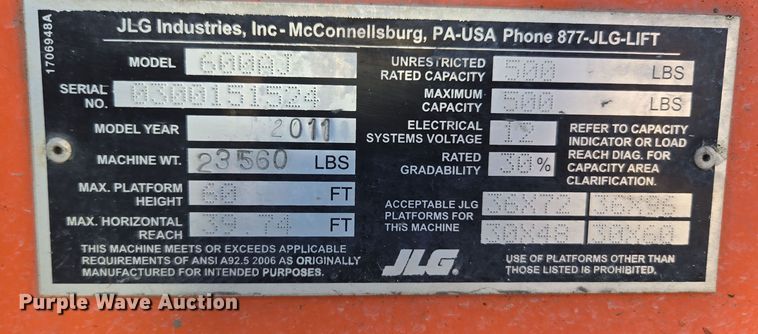 1706948A
JLG Industries, Inc - McConnellsburg, PA-USA Phone 877-JLG-LIFT
MODEL 600AJ
SERIAL NO. 0300151524
MODEL YEAR 2011
MACHINE WT. 23560 LBS
MAX. PLATFORM HEIGHT 60 FT
MAX. HORIZONTAL REACH 39.74 FT
THIS MACHINE MEETS OR EXCEEDS APPLICABLE
REQUIREMENTS OF ANSI A92.5 2006 AS ORIGINALLY
MANUFACTURED FOR INTENDED PURPOSES.
UNRESTRICTED RATED CAPACITY 500 LBS
MAXIMUM CAPACITY 500 LBS
ELECTRICAL SYSTEMS VOLTAGE 12
RATED GRADABILITY 30%
REFER TO CAPACITY
INDICATOR OR LOAD
REACH DIAG. FOR
CAPACITY AREA
CLARIFICATION.
ACCEPTABLE JLG
PLATFORMS FOR
THIS MACHINE
36X72
JLG
USE OF PLATFORMS OTHER THAN
THOSE LISTED IS PROHIBITED.
Purple Wave Auction